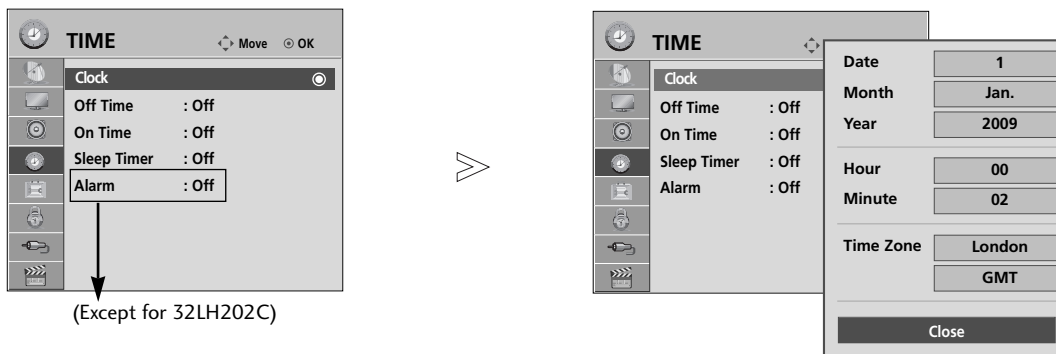 TIME
Move OK
Clock
Off Time : Off
On Time : Off
Sleep Timer : Off
Alarm : Off
(Except for 32LH202C)
TIME
Clock
Off Time : Off
On Time : Off
Sleep Timer : Off
Alarm : Off
Date 1
Month Jan.
Year 2009
Hour 00
Minute 02
Time Zone London
GMT
Close